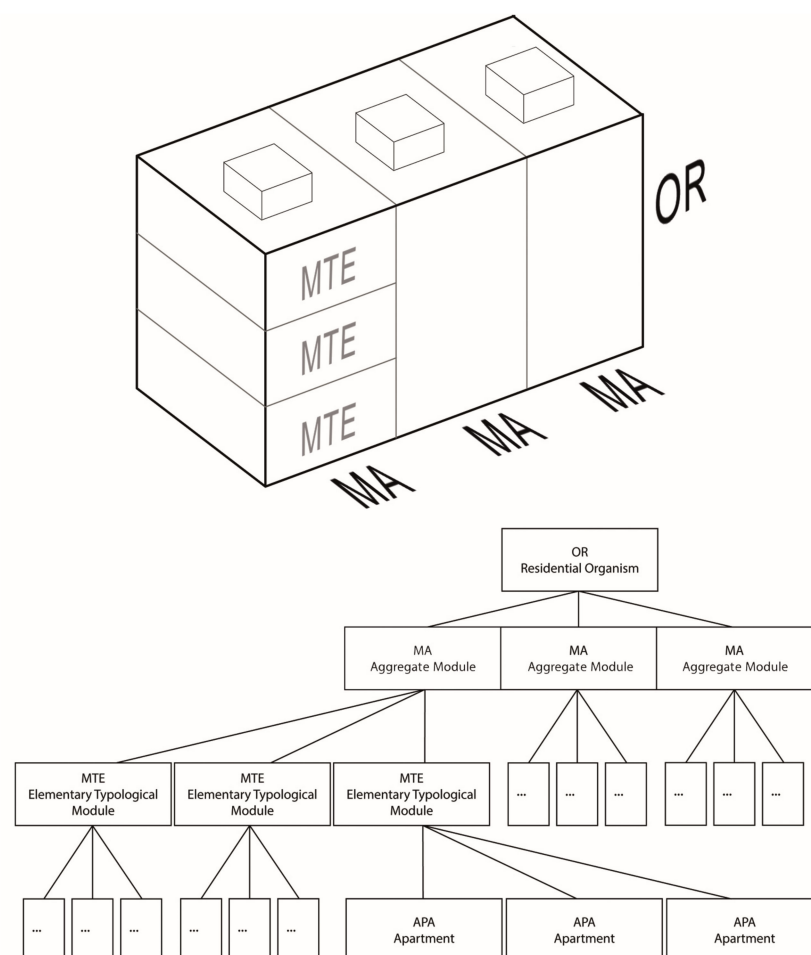 OR
MTE
MTE
MTE
MA
MA
MA
OR
Residential Organism
MA
Aggregate Module
MA
Aggregate Module
MA
Aggregate Module
MTE
Elementary Typological
Module
MTE
Elementary Typological
Module
MTE
Elementary Typological
Module
...
...
...
...
...
...
...
...
...
...
...
...
APA
Apartment
APA
Apartment
APA
Apartment